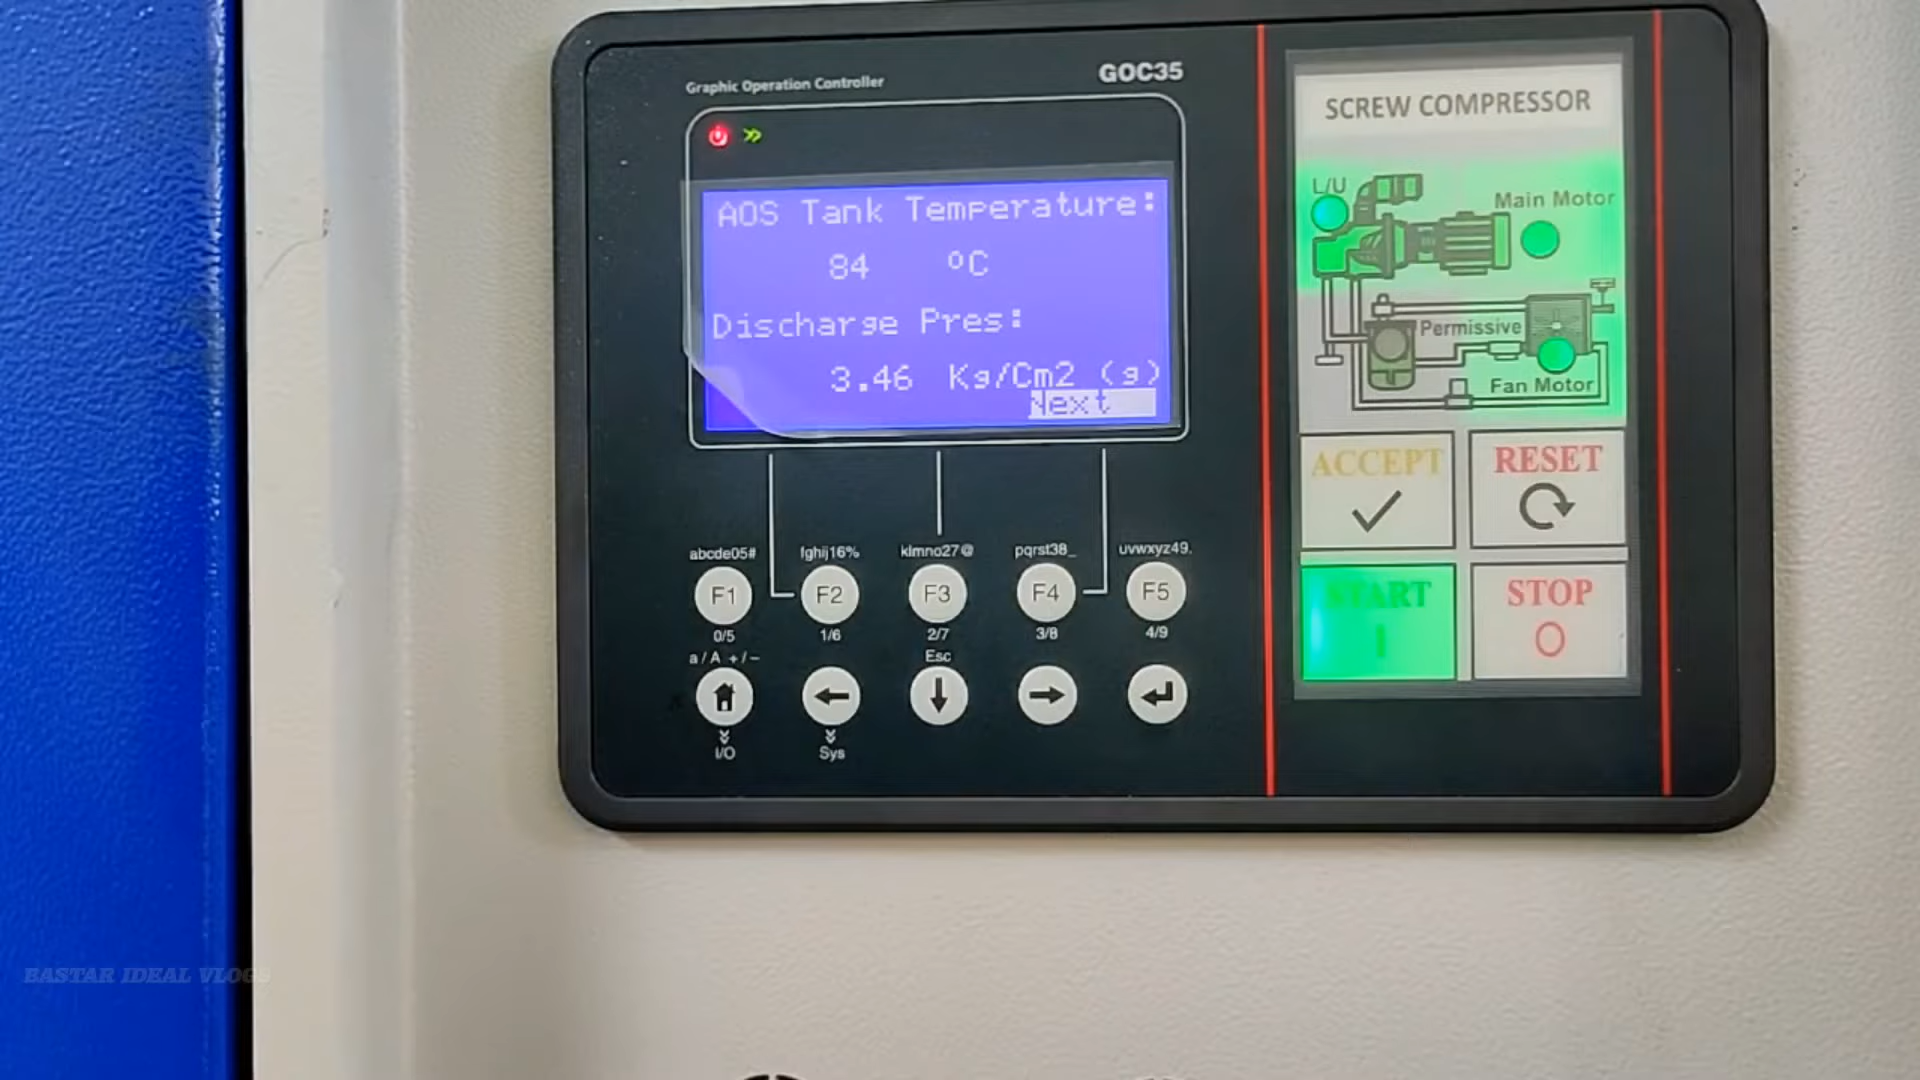 Graphic Operation Controller
GOC35
AOS Tank Temperature:
84 ºC
Discharge Pres:
3.46 Kg/Cm2 (g)
Next
abcde05# fghij16% klmno27@ pqrst38_ uvwxyz49.
F1 F2 F3 F4 F5
0/5 1/6 2/7 3/8 4/9
a/A +/- Esc
I/O Sys
SCREW COMPRESSOR
L/U
Main Motor
Permissive
Fan Motor
ACCEPT RESET
START STOP
I O
BASTAR IDEAL VLOGS